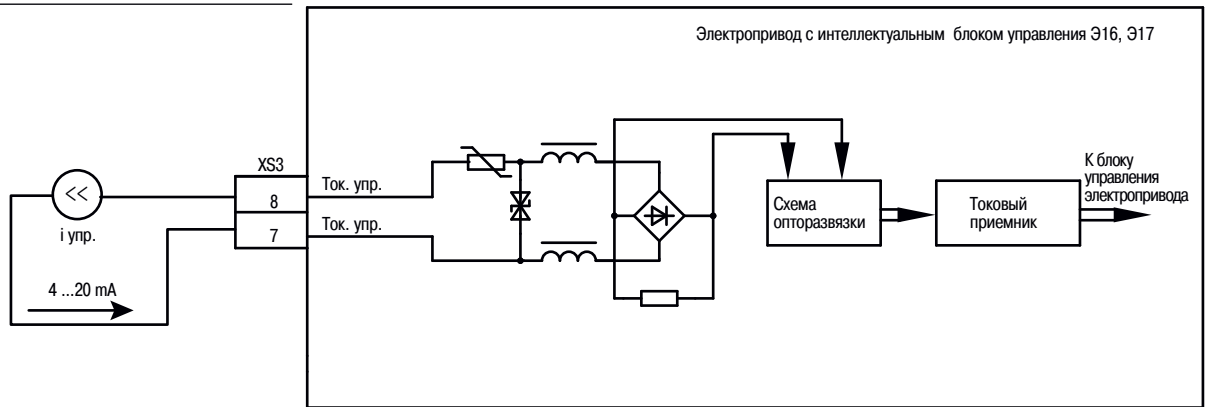 Электропривод с интеллектуальным блоком управления Э16, Э17
XS3
8
7
Ток. упр.
Ток. упр.
<<
i упр.
4 ...20 mA
Схема
опторазвязки
Токовый
приемник
К блоку
управления
электропривода